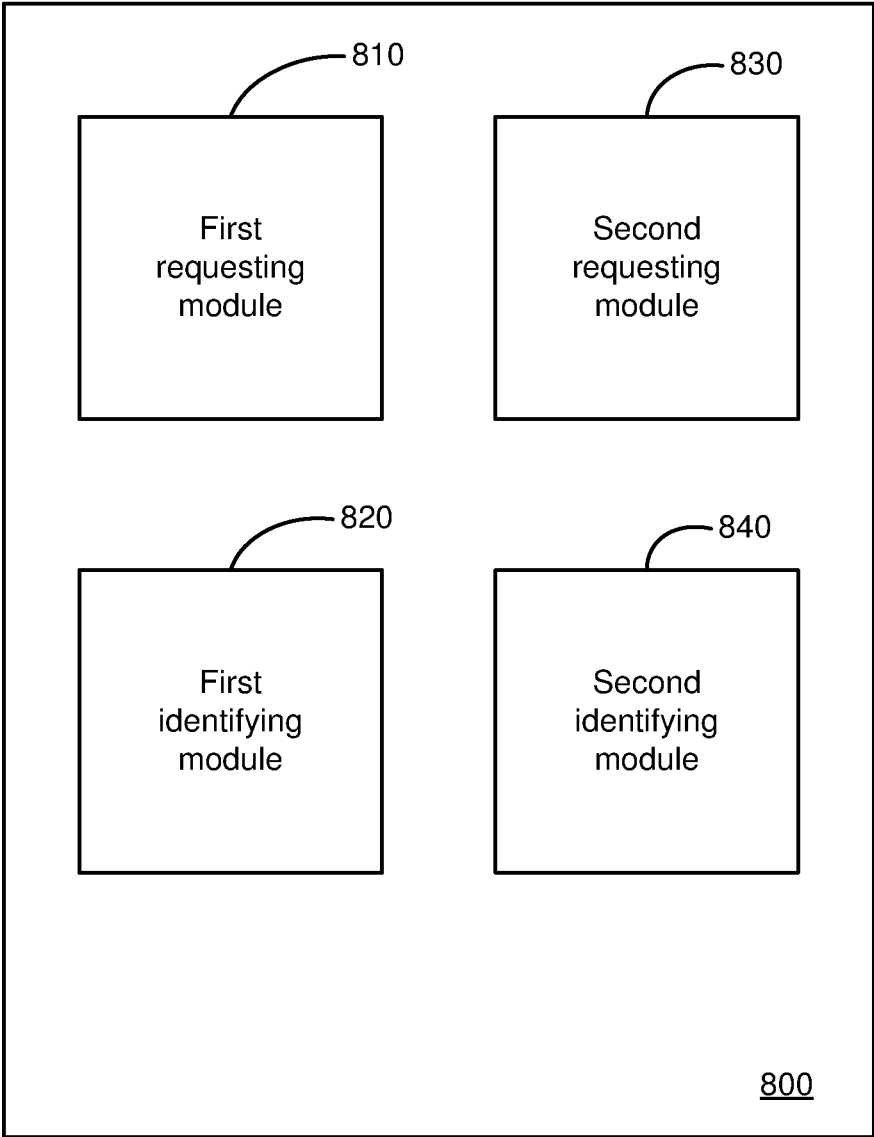 810
First
requesting
module
830
Second
requesting
module
820
First
identifying
module
840
Second
identifying
module
800